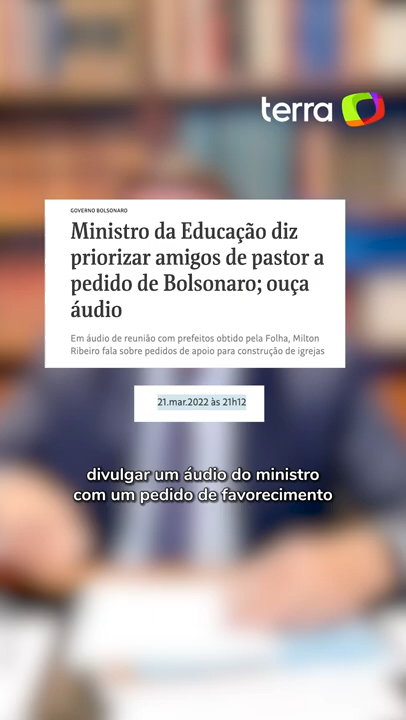 terra
GOVERNO BOLSONARO
Ministro da Educação diz
priorizar amigos de pastor a
pedido de Bolsonaro; ouça
áudio
Em áudio de reunião com prefeitos obtido pela Folha, Milton
Ribeiro fala sobre pedidos de apoio para construção de igrejas
21.mar.2022 às 21h12
divulgar um áudio do ministro
com um pedido de favorecimento